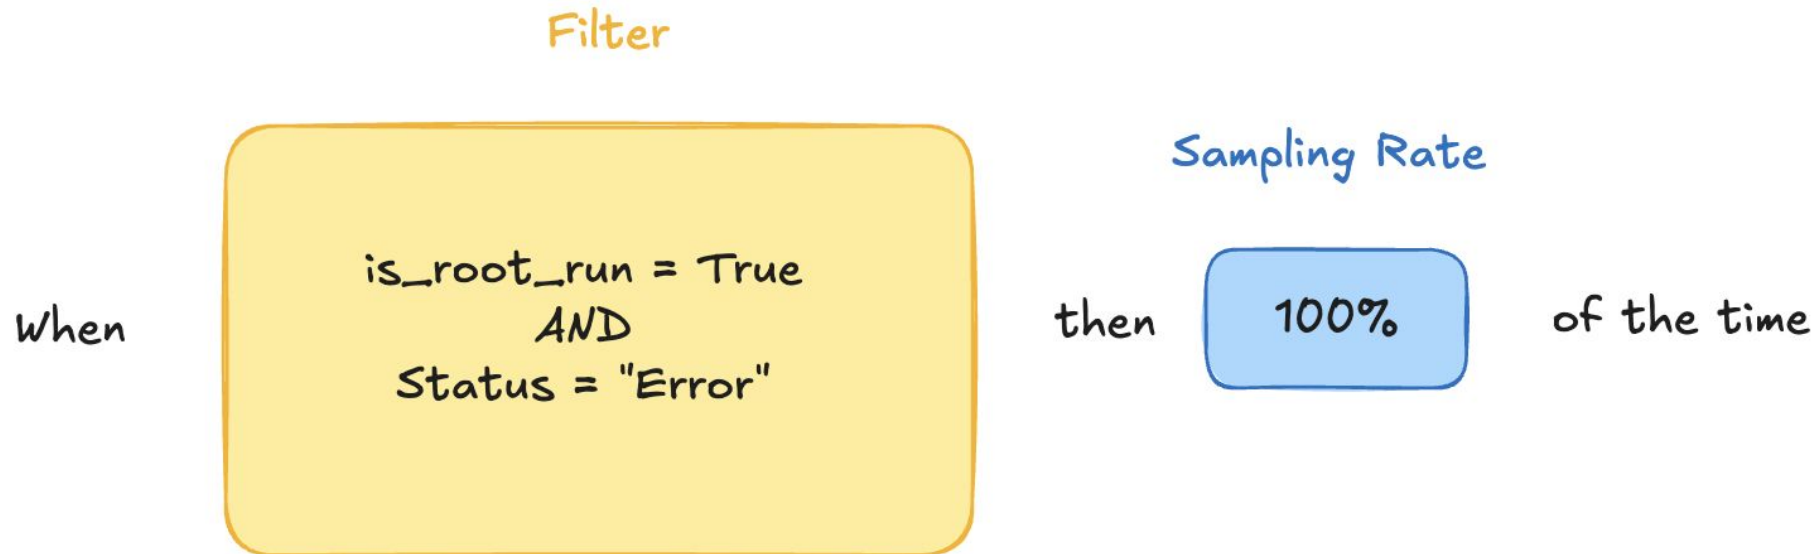 Filter
Sampling Rate
When
is_root_run = True
AND
Status = "Error"
then
100%
of the time